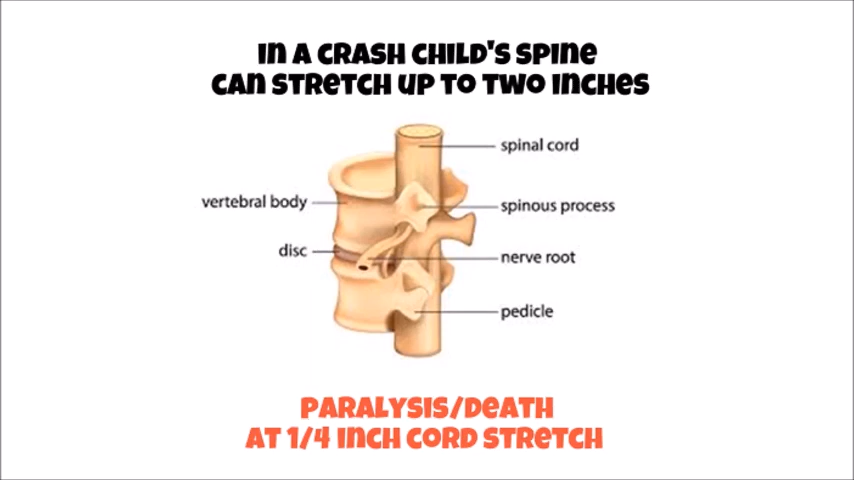 In a crash child's spine
can stretch up to two inches
spinal cord
vertebral body
spinous process
disc
nerve root
pedicle
Paralysis/Death
at 1/4 inch cord stretch